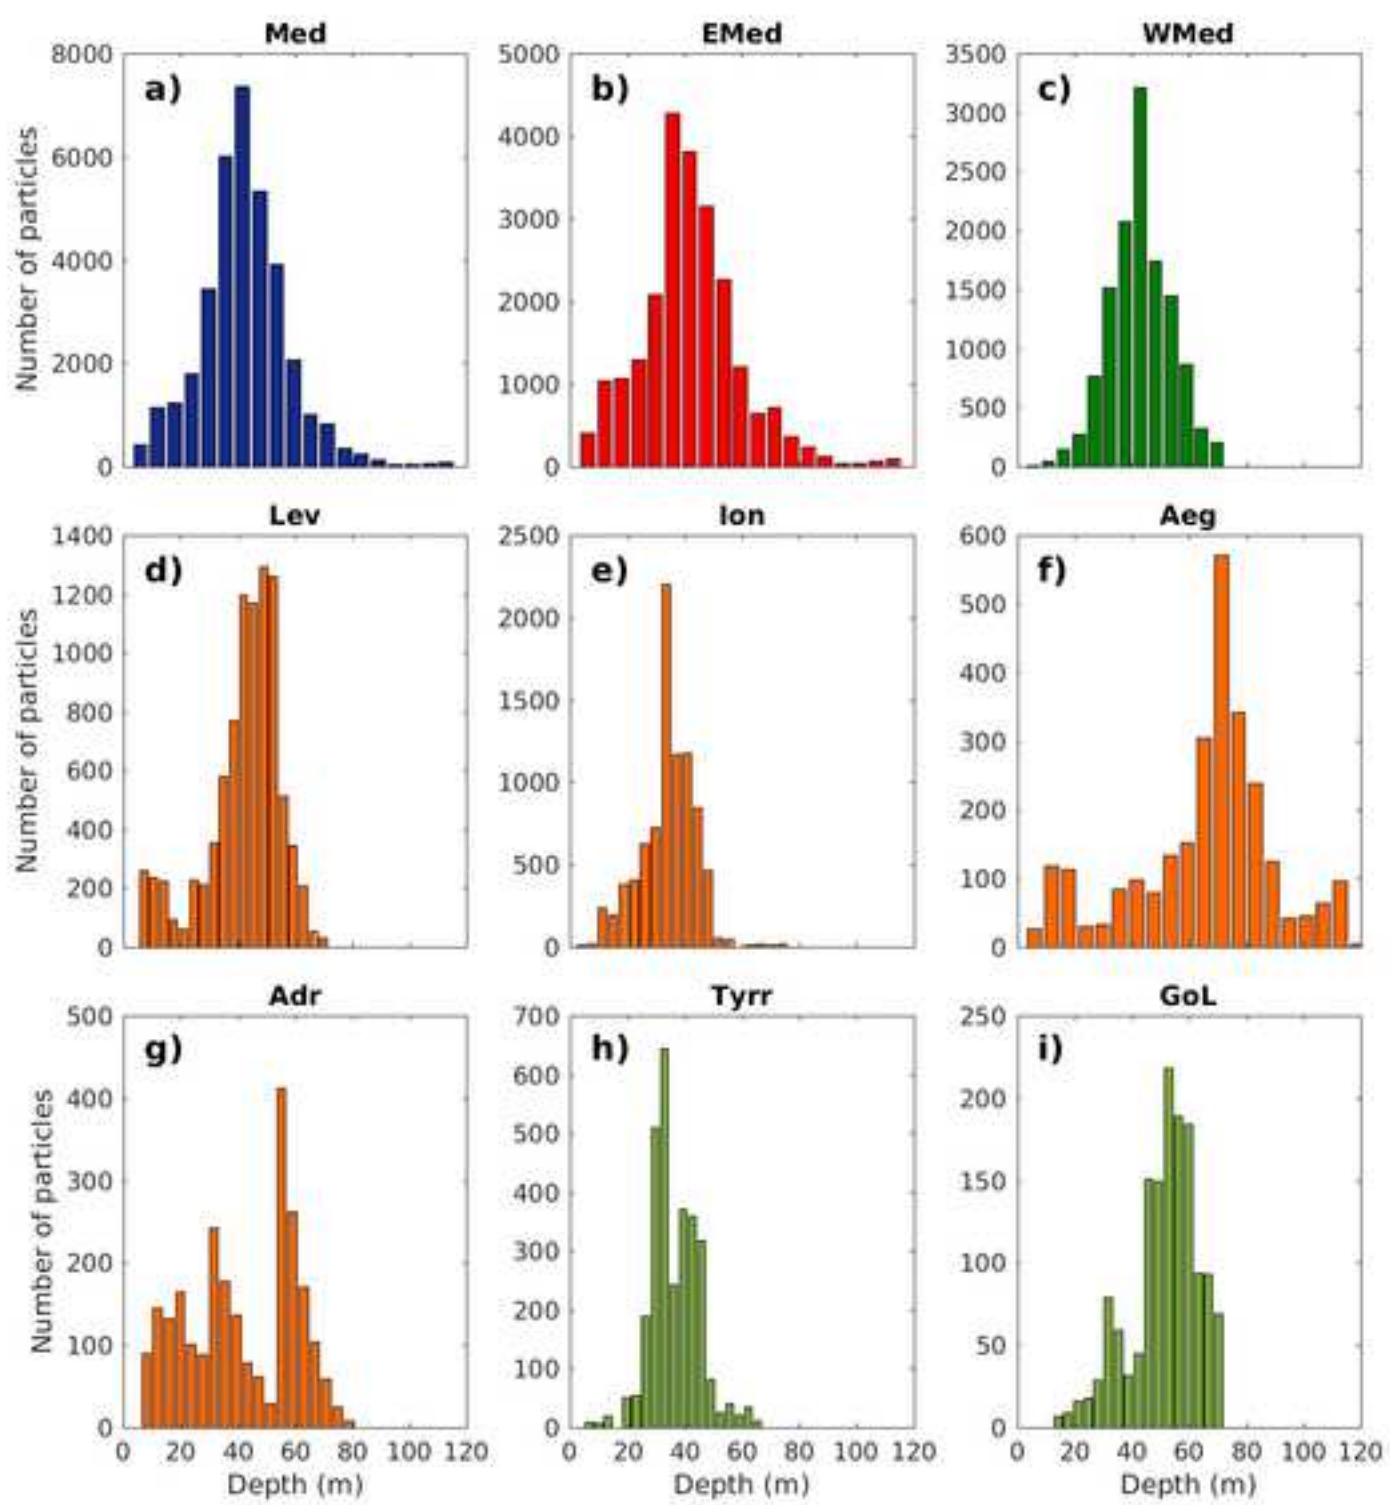 Med EMed WMed
8000 5000 3500
a) b) c)
3000
4000
6000 2500
3000 2000
4000
2000 1500
1000
2000 1000
500
0 0 0
Number of particles
Lev Ion Aeg
1400 2500 600
d) e) f)
1200 500
2000
1000 400
1500
800
300
600 1000
200
400
500
200 100
0 0 0
Number of particles
Adr Tyrr GoL
500 700 250
g) h) i)
600
400 200
500
300 400 150
300
200 100
200
100 50
100
0 0 0
Number of particles
0 20 40 60 80 100 120 0 20 40 60 80 100 120 0 20 40 60 80 100 120
Depth (m) Depth (m) Depth (m)